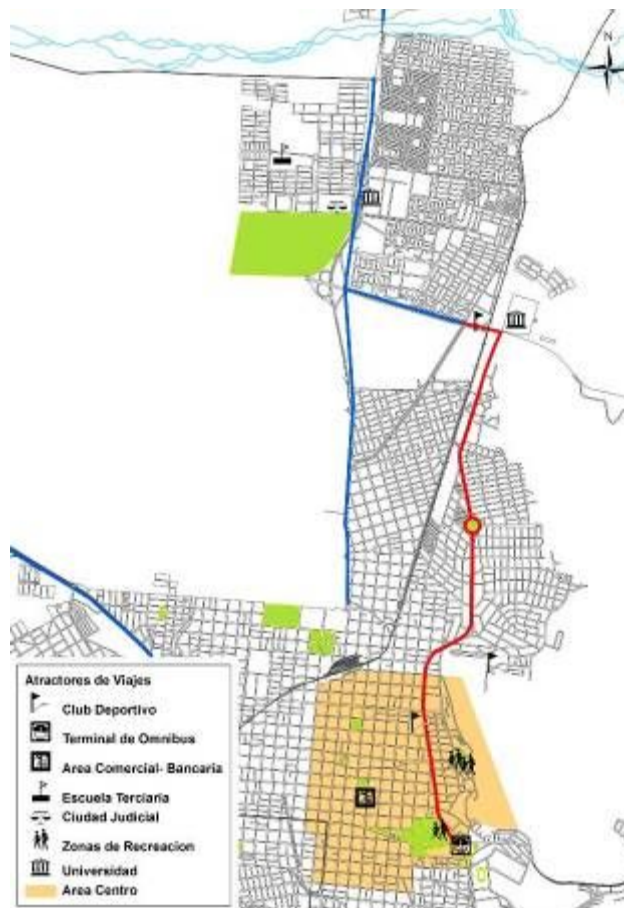 N
Atractores de Viajes
Club Deportivo
Terminal de Omnibus
Area Comercial- Bancaria
Escuela Terciaria
Ciudad Judicial
Zonas de Recreacion
Universidad
Area Centro